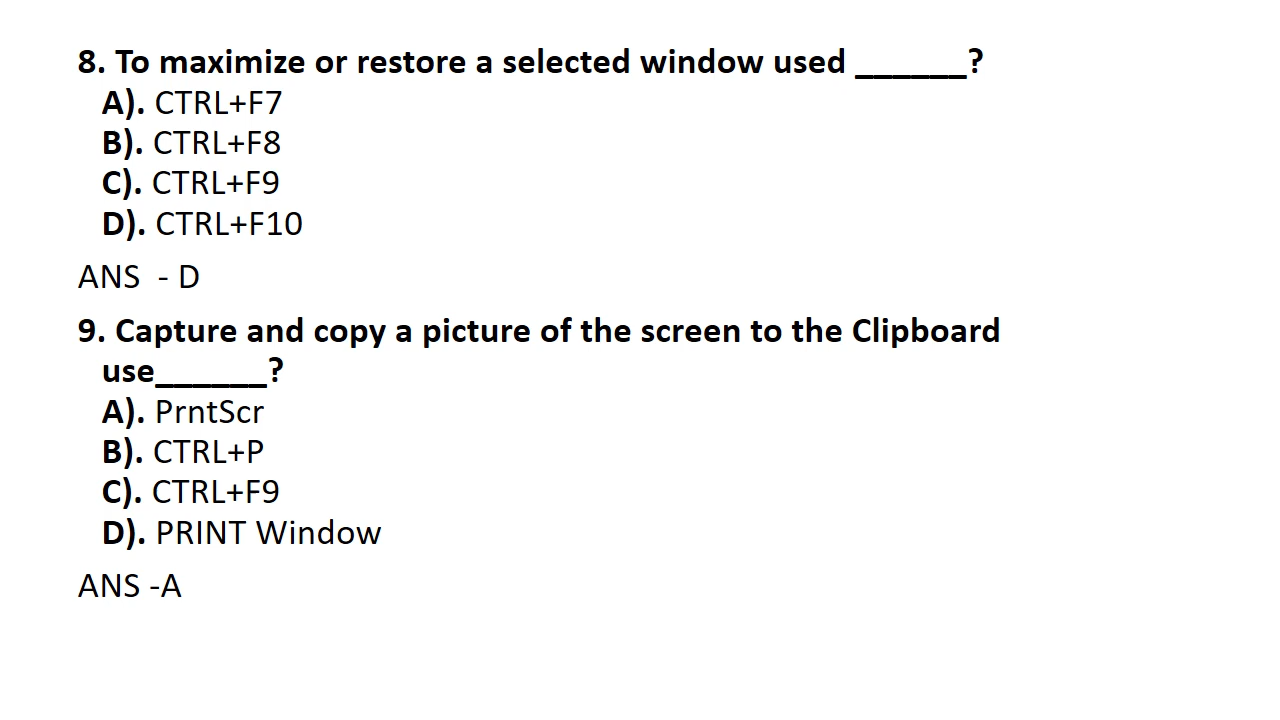 8. To maximize or restore a selected window used ______?
A). CTRL+F7
B). CTRL+F8
C). CTRL+F9
D). CTRL+F10
ANS  - D
9. Capture and copy a picture of the screen to the Clipboard
use______?
A). PrntScr
B). CTRL+P
C). CTRL+F9
D). PRINT Window
ANS -A